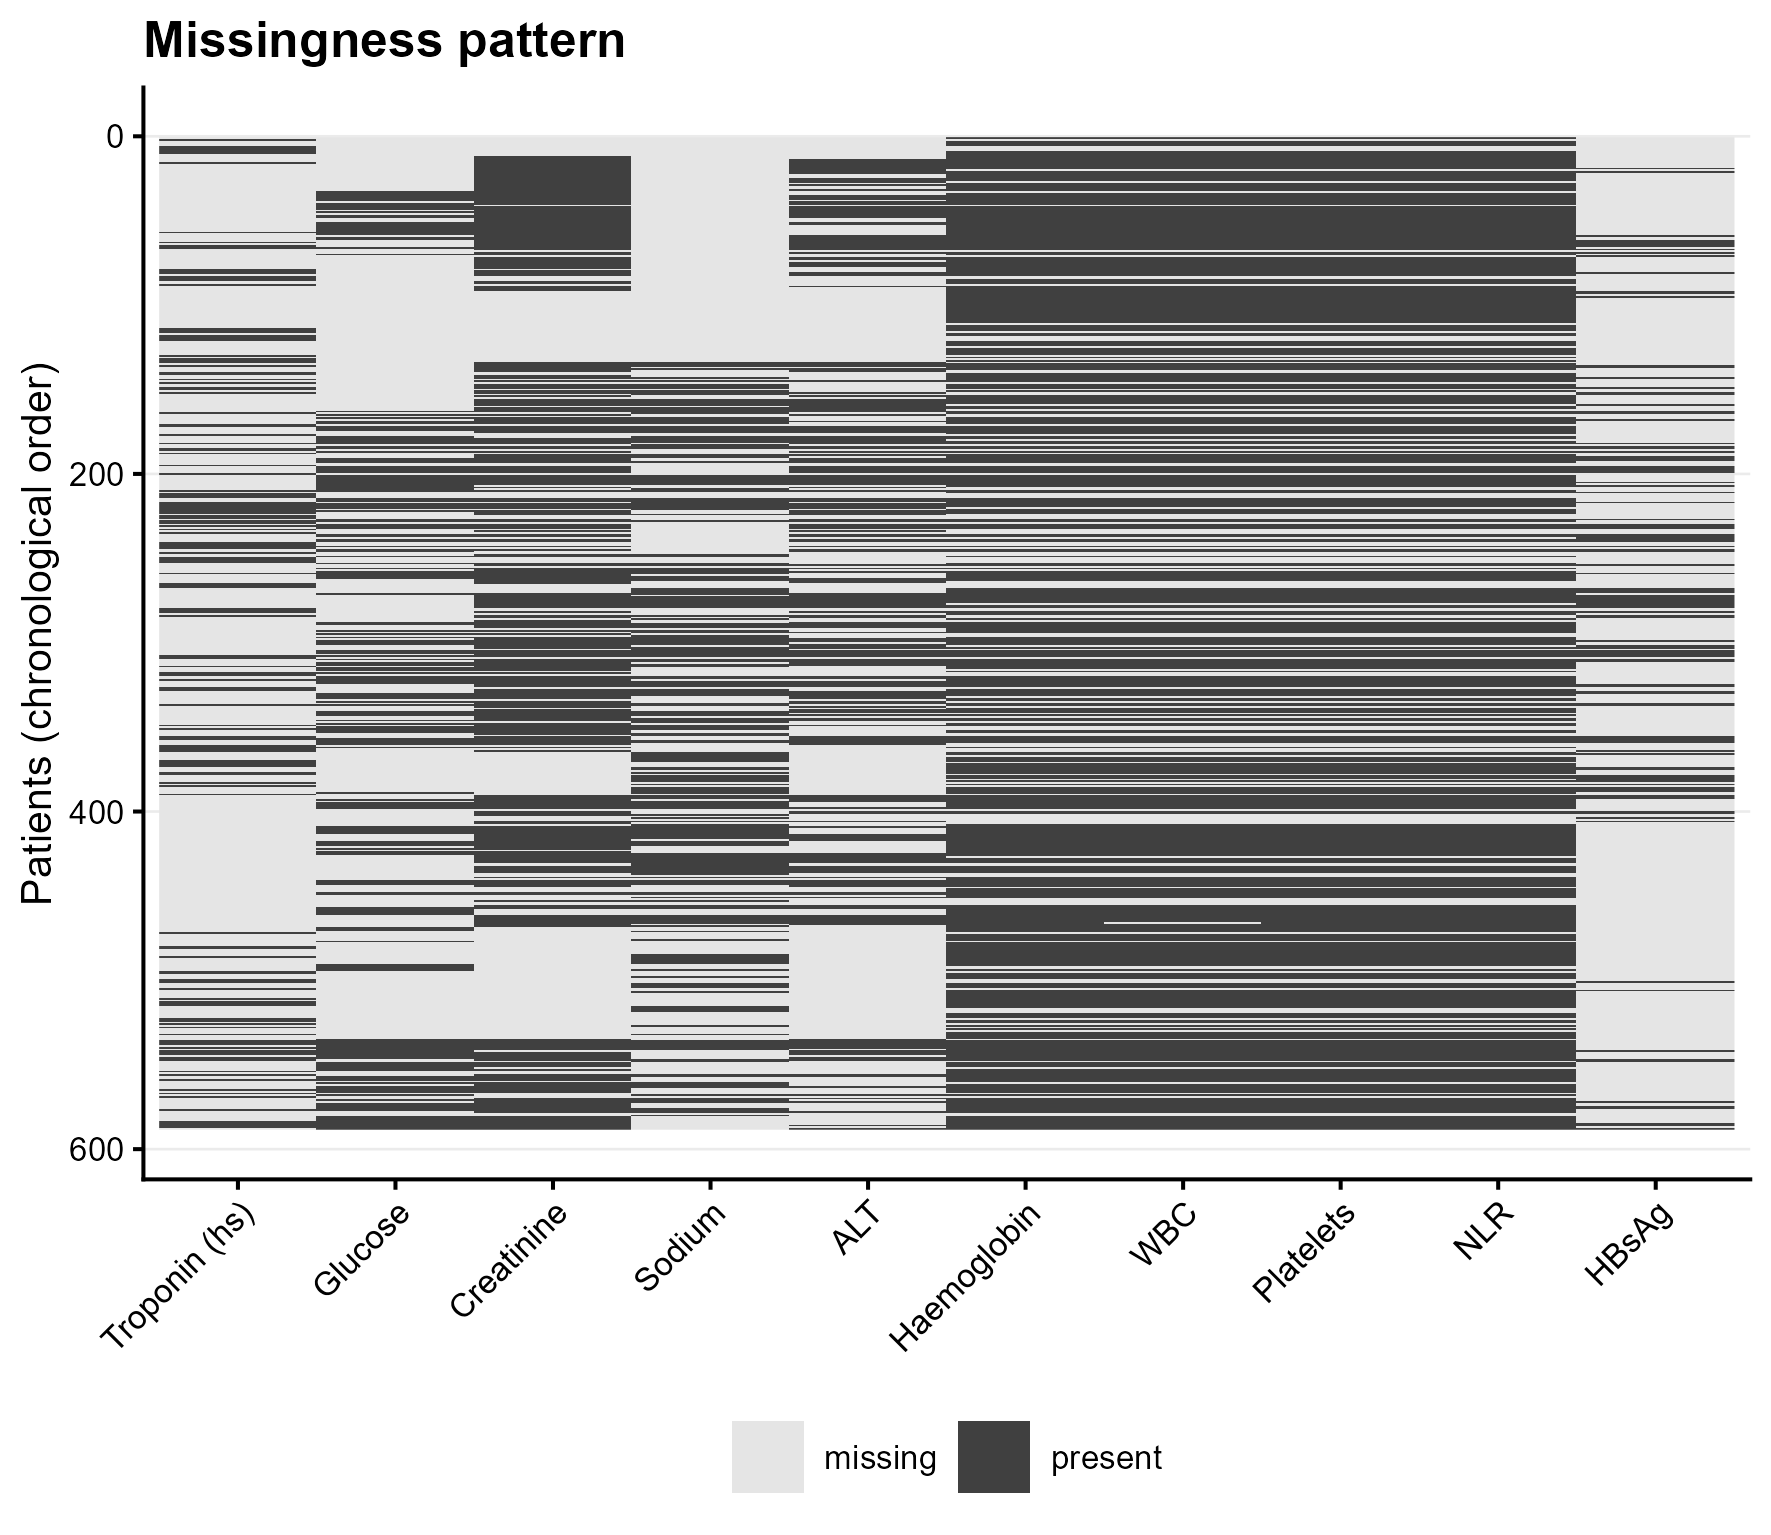 Missingness pattern
Patients (chronological order)
0
200
400
600
Troponin (hs)
Glucose
Creatinine
Sodium
ALT
Haemoglobin
WBC
Platelets
NLR
HBsAg
missing
present